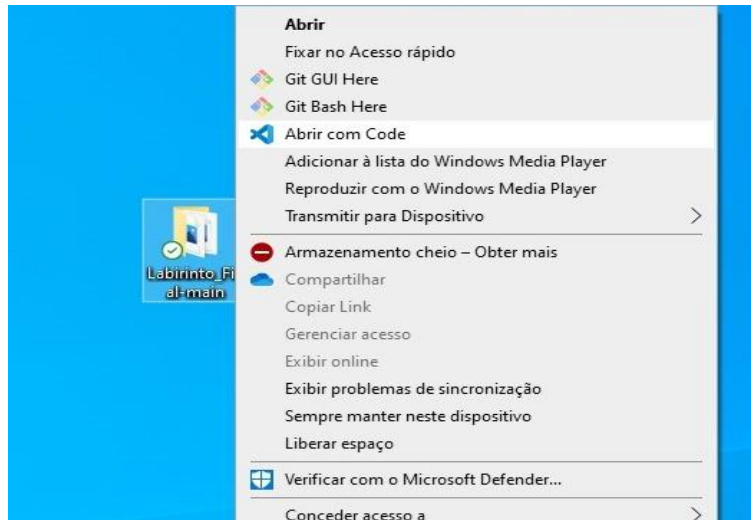 Abrir
Fixar no Acesso rápido
Git GUI Here
Git Bash Here
Abrir com Code
Adicionar à lista do Windows Media Player
Reproduzir com o Windows Media Player
Transmitir para Dispositivo
Labirinto_Fi
al-main
Armazenamento cheio – Obter mais
Compartilhar
Copiar Link
Gerenciar acesso
Exibir online
Exibir problemas de sincronização
Sempre manter neste dispositivo
Liberar espaço
Verificar com o Microsoft Defender...
Conceder acesso a